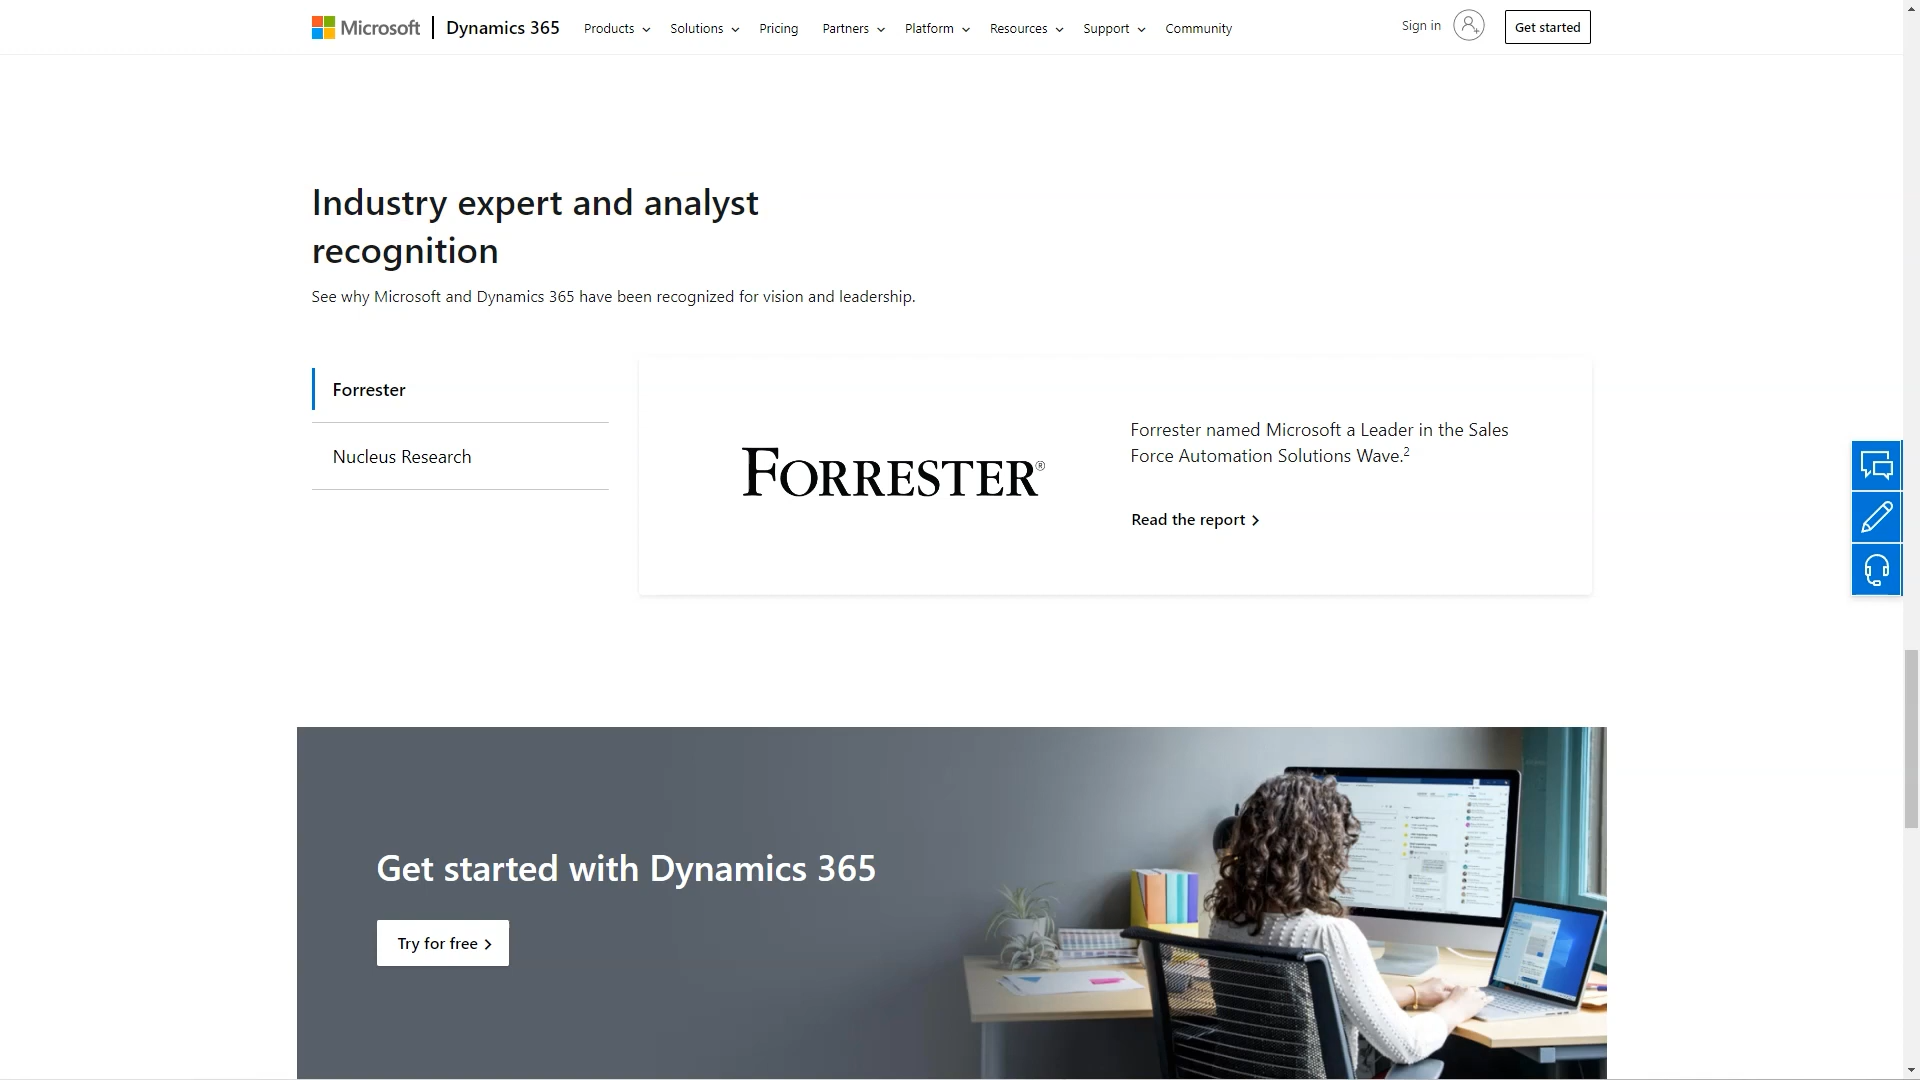 Microsoft
Dynamics 365
Products
Solutions
Pricing
Partners
Platform
Resources
Support
Community
Sign in
Get started
Industry expert and analyst
recognition
See why Microsoft and Dynamics 365 have been recognized for vision and leadership.
Forrester
Nucleus Research
FORRESTER®
Forrester named Microsoft a Leader in the Sales
Force Automation Solutions Wave.2
Read the report
Get started with Dynamics 365
Try for free